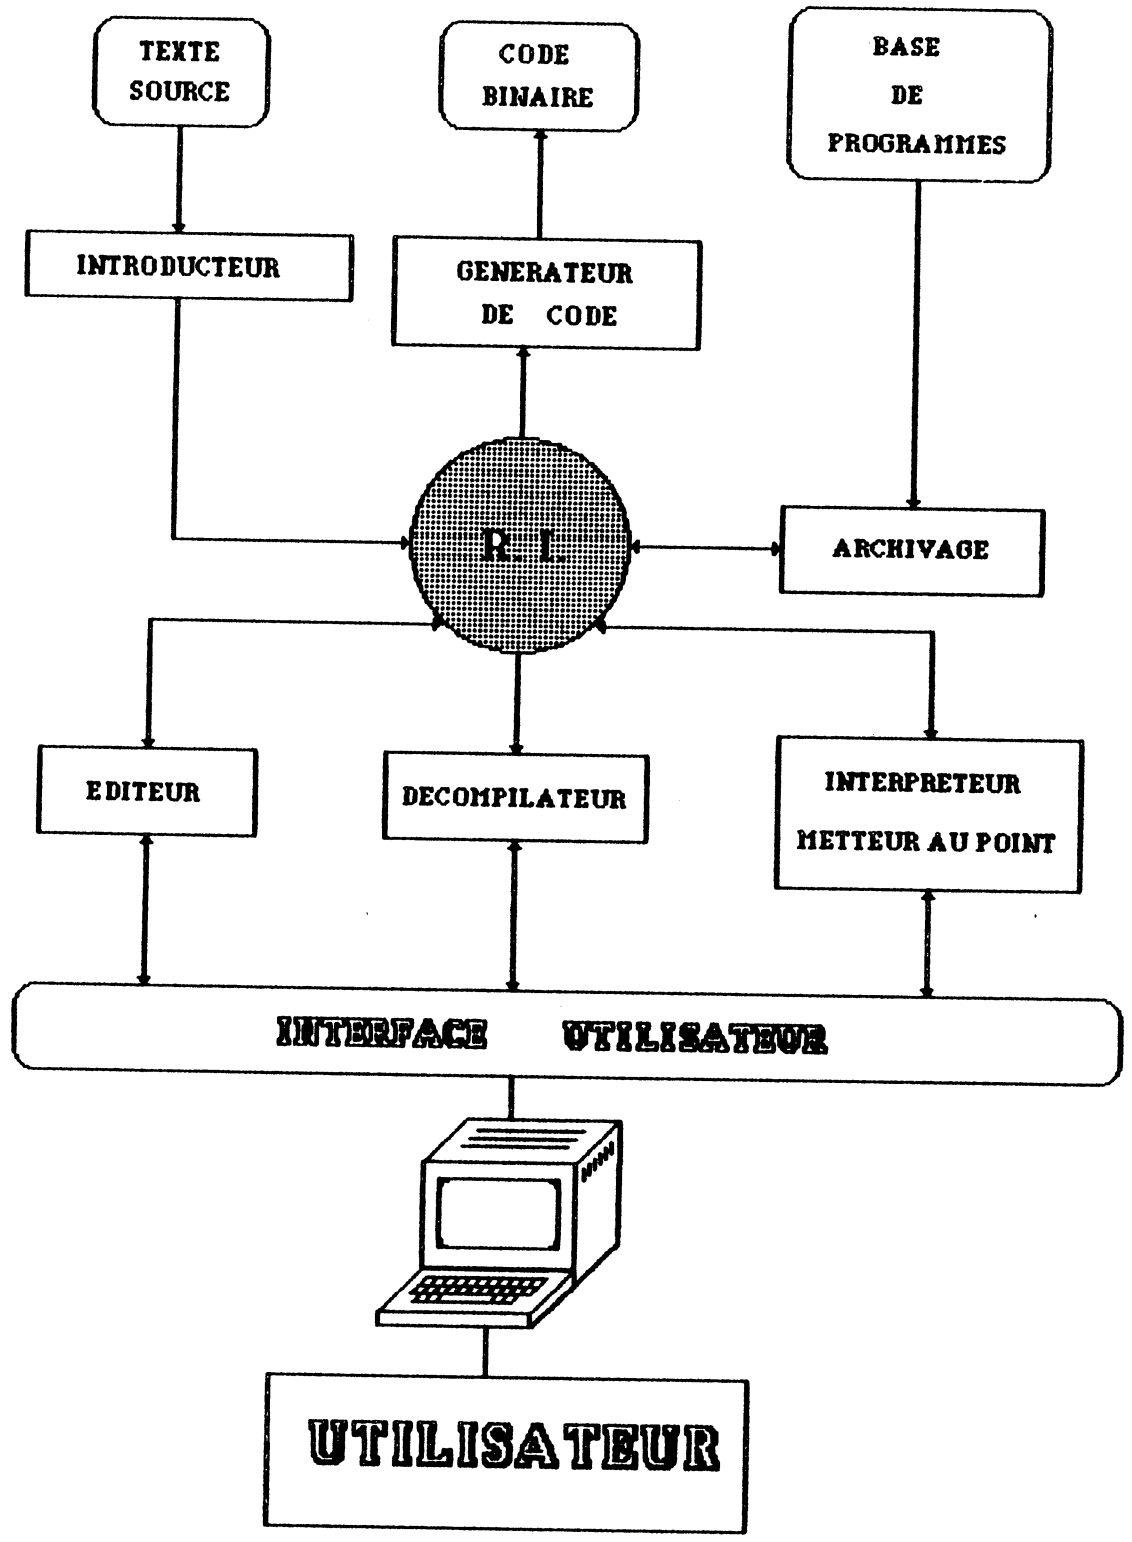 TEXTE
SOURCE
CODE
BINAIRE
BASE
DE
PROGRAMMES
INTRODUCTEUR
GENERATEUR
DE CODE
R. I.
ARCHIVAGE
EDITEUR
DECOMPILATEUR
INTERPRETEUR
METTEUR AU POINT
INTERFACE UTILISATEUR
UTILISATEUR